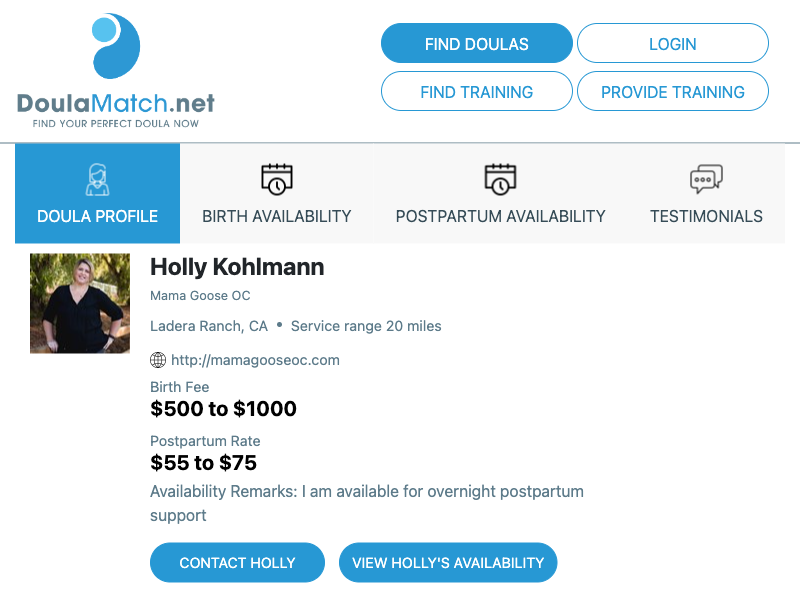 DoulaMatch.net
FIND YOUR PERFECT DOULA NOW
FIND DOULAS
LOGIN
FIND TRAINING
PROVIDE TRAINING
DOULA PROFILE
BIRTH AVAILABILITY
POSTPARTUM AVAILABILITY
TESTIMONIALS
Holly Kohlmann
Mama Goose OC
Ladera Ranch, CA • Service range 20 miles
http://mamagooseoc.com
Birth Fee
$500 to $1000
Postpartum Rate
$55 to $75
Availability Remarks: I am available for overnight postpartum
support
CONTACT HOLLY
VIEW HOLLY'S AVAILABILITY